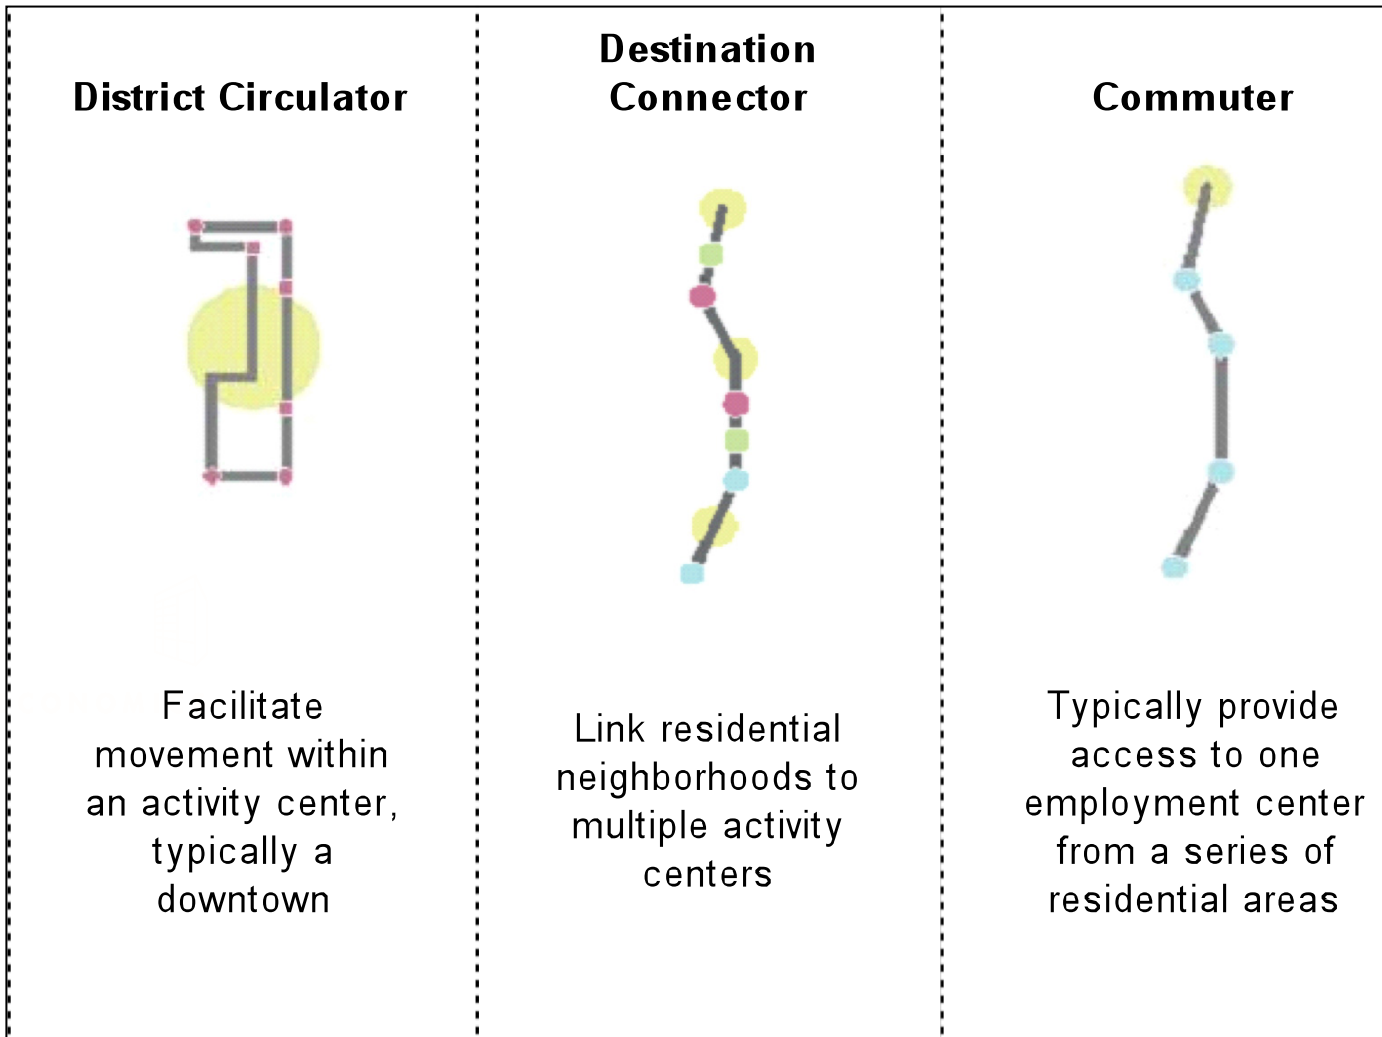 District Circulator
Facilitate
movement within
an activity center,
typically a
downtown
Destination
Connector
Link residential
neighborhoods to
multiple activity
centers
Commuter
Typically provide
access to one
employment center
from a series of
residential areas